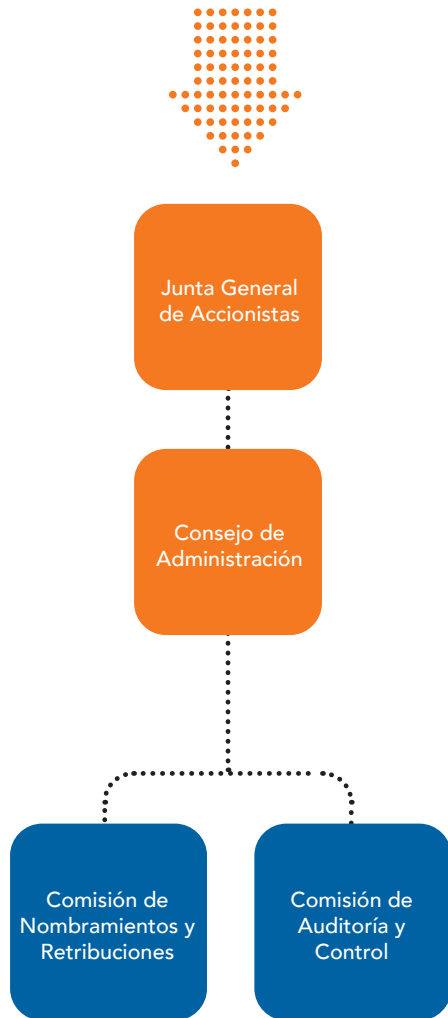 Junta General
de Accionistas
Consejo de
Administración
Comisión de
Nombramientos y
Retribuciones
Comisión de
Auditoría y
Control